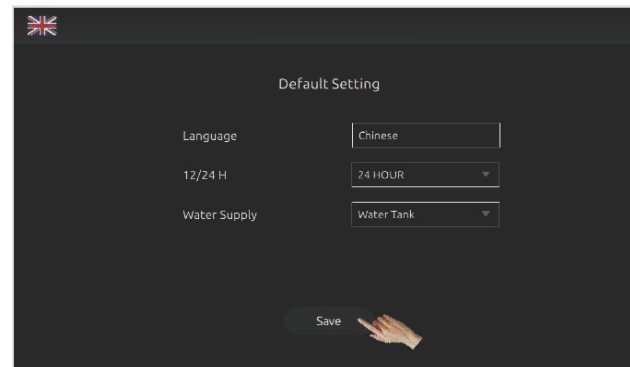 Default Setting
Language Chinese
12/24 H 24 HOUR
Water Supply Water Tank
Save